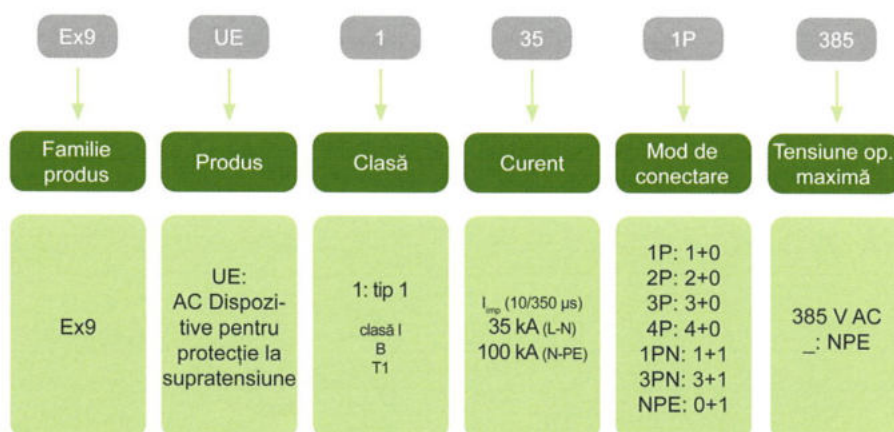 Ex9
UE
1
35
1P
385
Familie
produs
Produs
Clasă
Curent
Mod de
conectare
Tensiune op.
maximă
Ex9
UE:
AC Dispozi-
tive pentru
protecție la
supratensiune
1: tip 1
clasă I
B
T1
Iimp (10/350 µs)
35 kA (L-N)
100 kA (N-PE)
1P: 1+0
2P: 2+0
3P: 3+0
4P: 4+0
1PN: 1+1
3PN: 3+1
NPE: 0+1
385 V AC
_: NPE